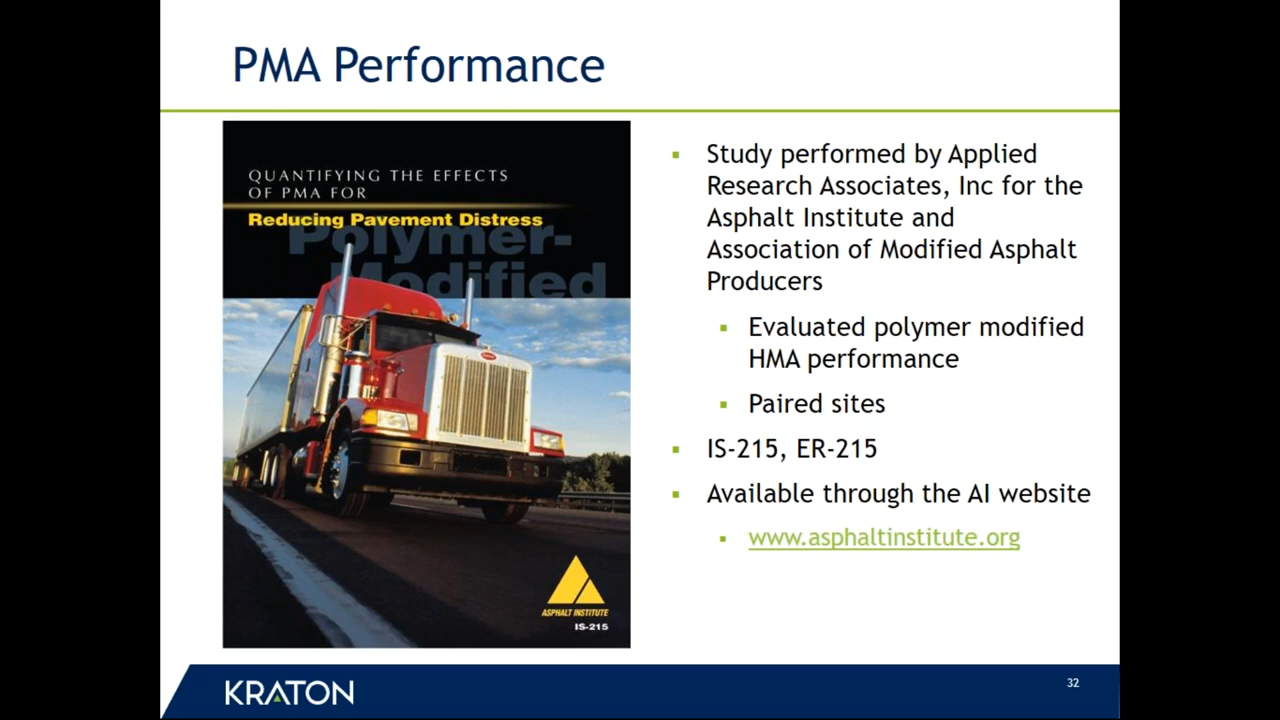 PMA Performance
QUANTIFYING THE EFFECTS
OF PMA FOR
Reducing Pavement Distress
Polymer-
Modified
ASPHALT INSTITUTE
IS-215
Study performed by Applied
Research Associates, Inc for the
Asphalt Institute and
Association of Modified Asphalt
Producers
Evaluated polymer modified
HMA performance
Paired sites
IS-215, ER-215
Available through the AI website
www.asphaltinstitute.org
KRATON
32